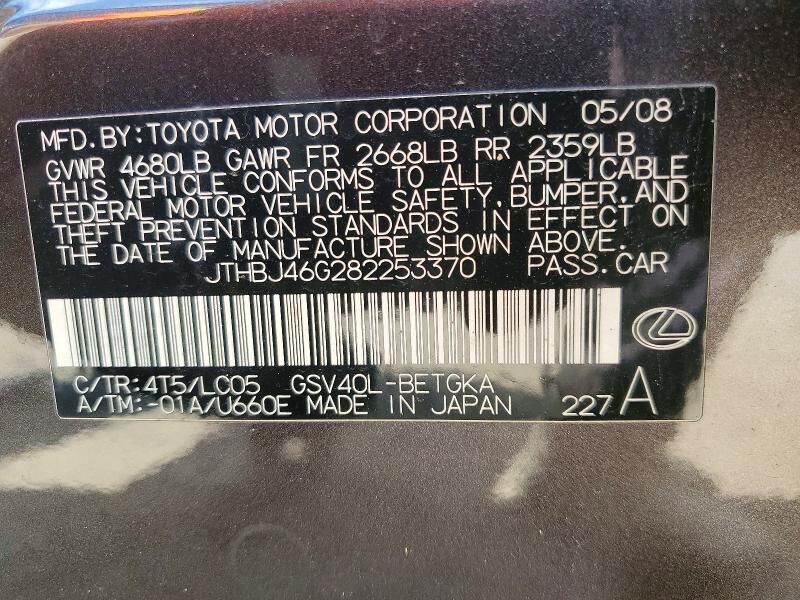 MFD. BY: TOYOTA MOTOR CORPORATION 05/08
GVWR 4680LB GAWR FR 2668LB RR 2359LB
THIS VEHICLE CONFORMS TO ALL APPLICABLE
FEDERAL MOTOR VEHICLE SAFETY, BUMPER, AND
THEFT PREVENTION STANDARDS IN EFFECT ON
THE DATE OF MANUFACTURE SHOWN ABOVE.
JTHBJ46G282253370 PASS. CAR
C/TR: 4T5/LC05 GSV40L-BETGKA
A/TM: -01A/U660E MADE IN JAPAN 227 A